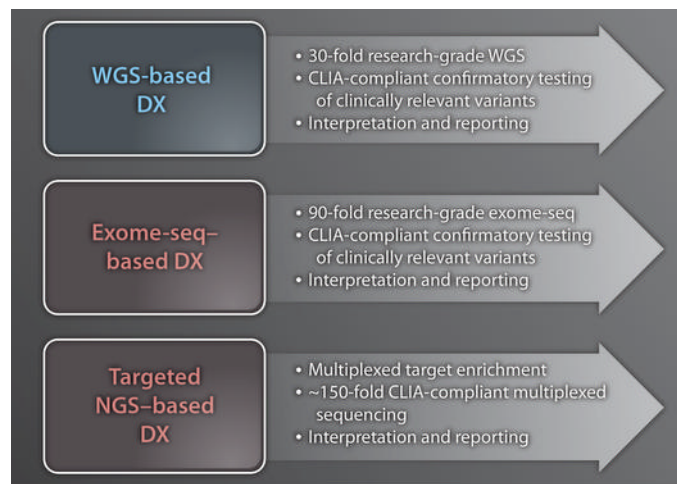 WGS-based
DX
• 30-fold research-grade WGS
• CLIA-compliant confirmatory testing
of clinically relevant variants
• Interpretation and reporting
Exome-seq–
based DX
• 90-fold research-grade exome-seq
• CLIA-compliant confirmatory testing
of clinically relevant variants
• Interpretation and reporting
Targeted
NGS–based
DX
• Multiplexed target enrichment
• ~150-fold CLIA-compliant multiplexed
sequencing
• Interpretation and reporting